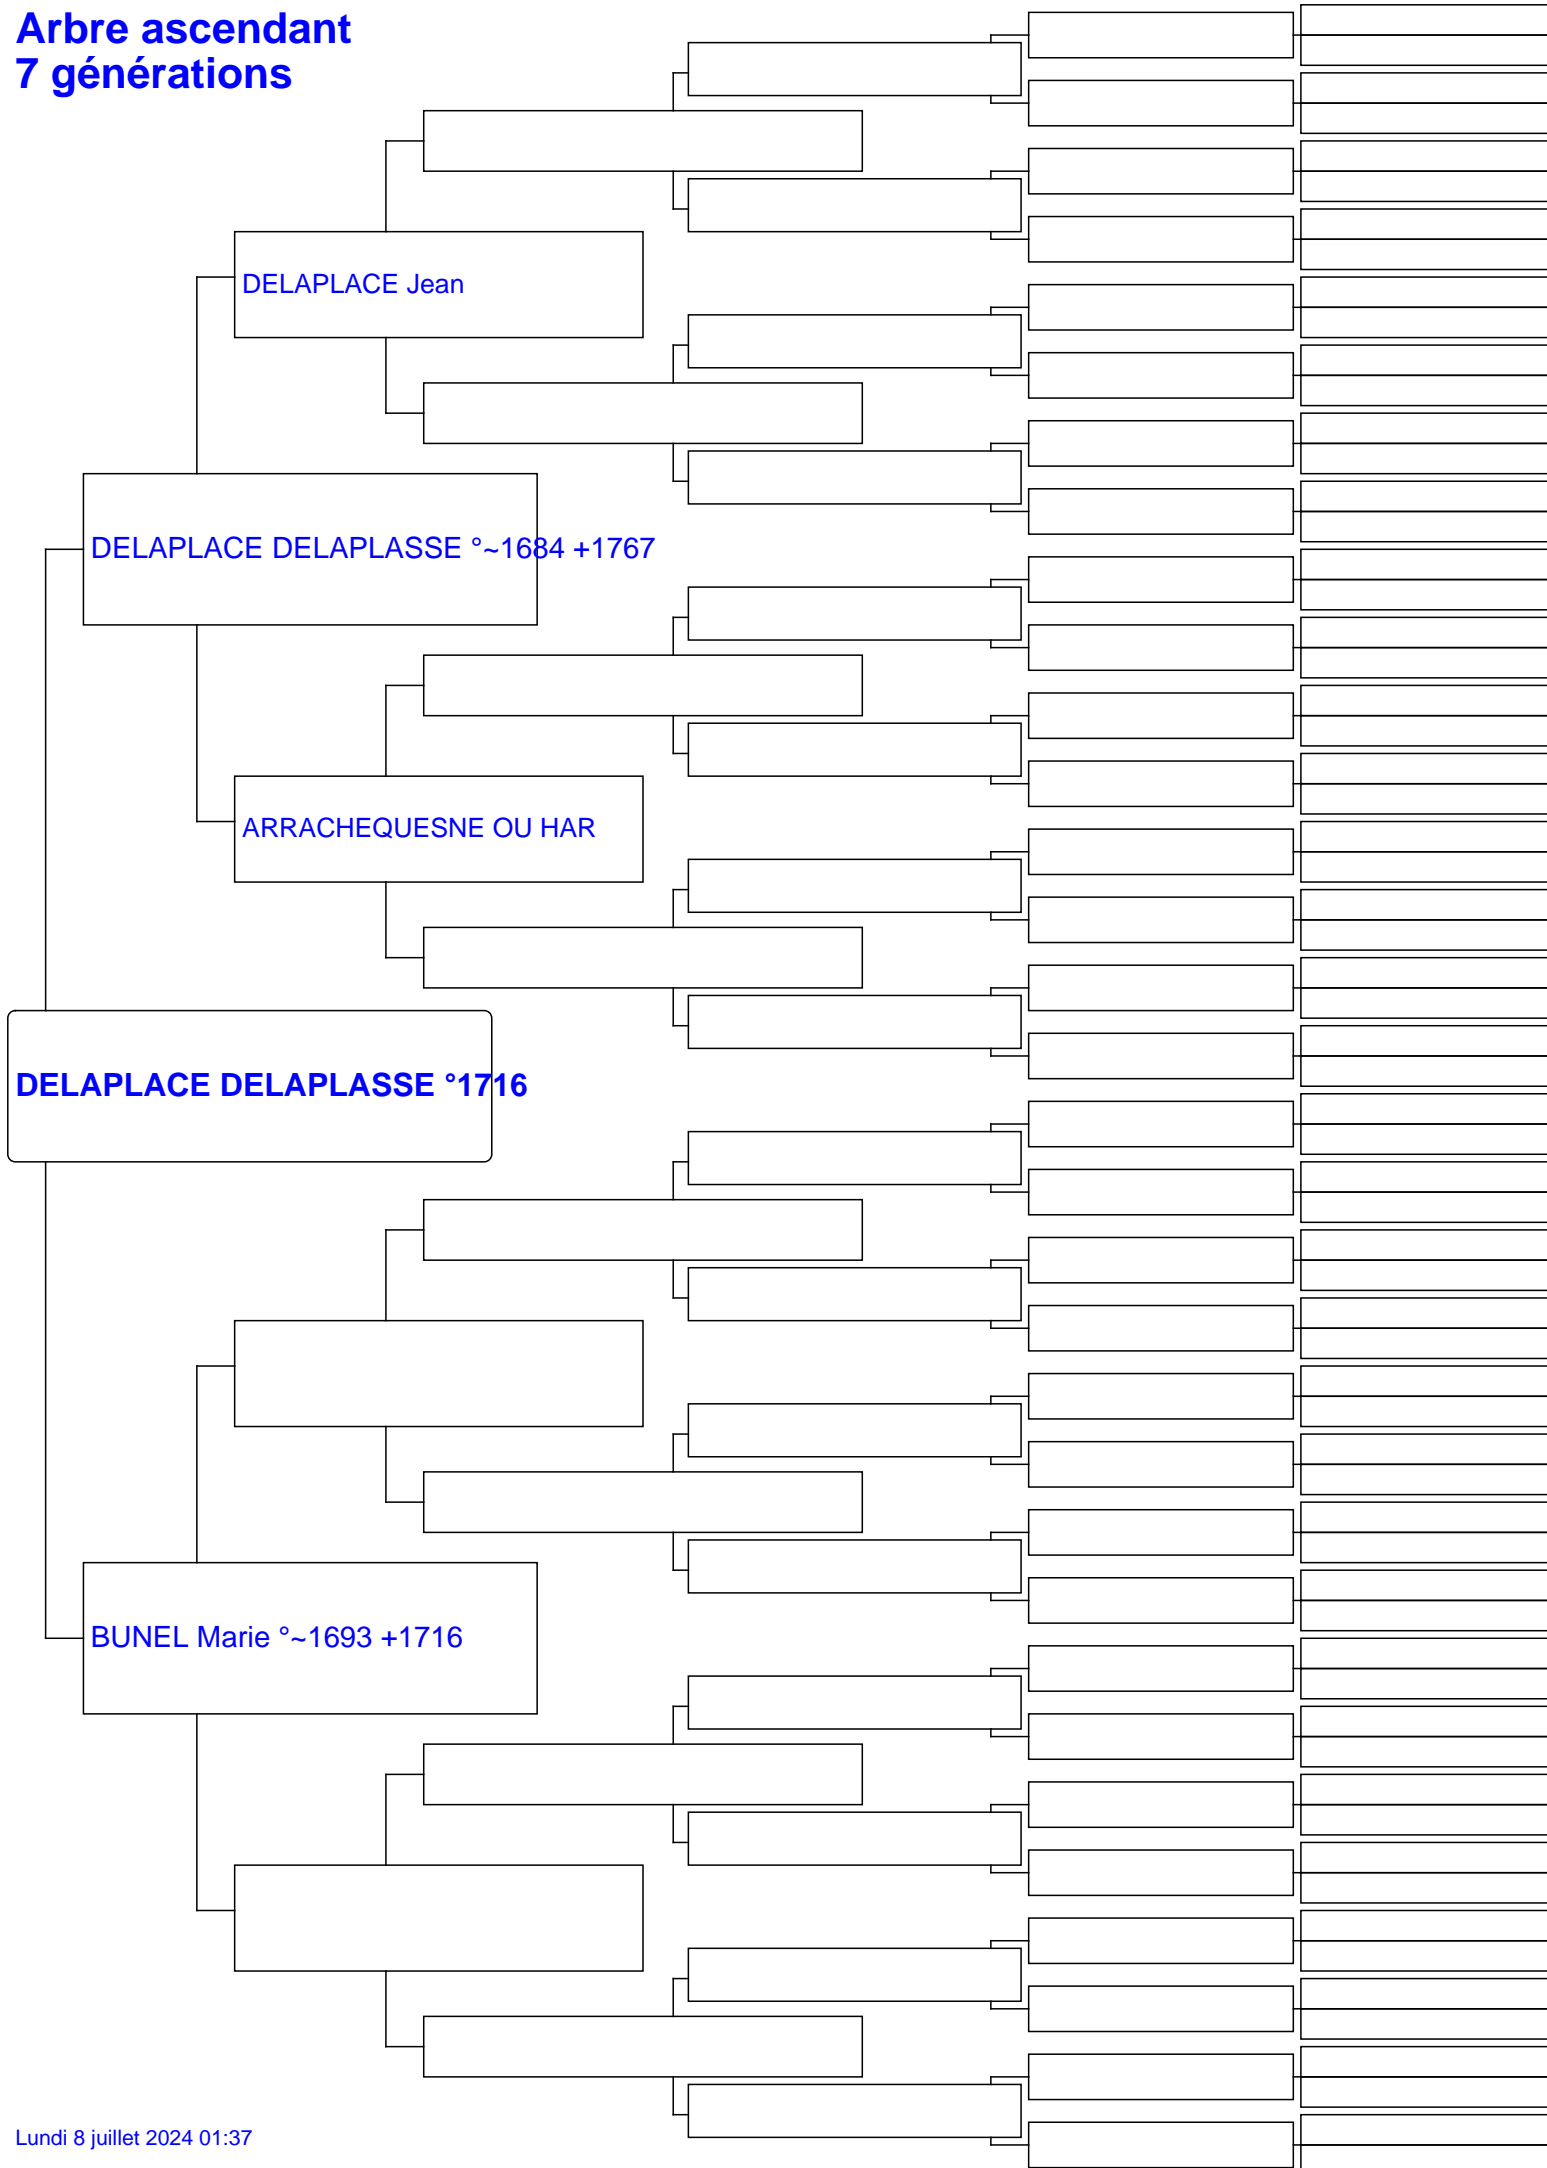 Arbre ascendant
7 générations
DELAPLACE Jean
DELAPLACE DELAPLASSE °~1684 +1767
ARRACHEQUESNE OU HAR
DELAPLACE DELAPLASSE °1716
BUNEL Marie °~1693 +1716
Lundi 8 juillet 2024 01:37